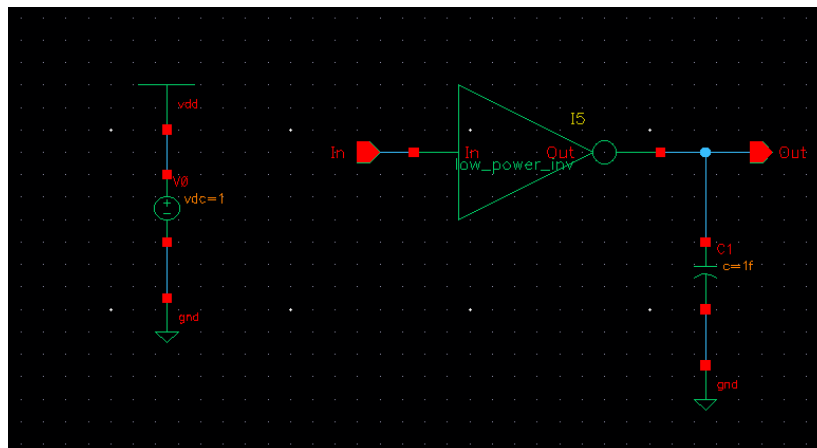 vdd
V0
vdc=1
gnd
In
I5
In
Out
low_power_inv
Out
C1
c=1f
gnd